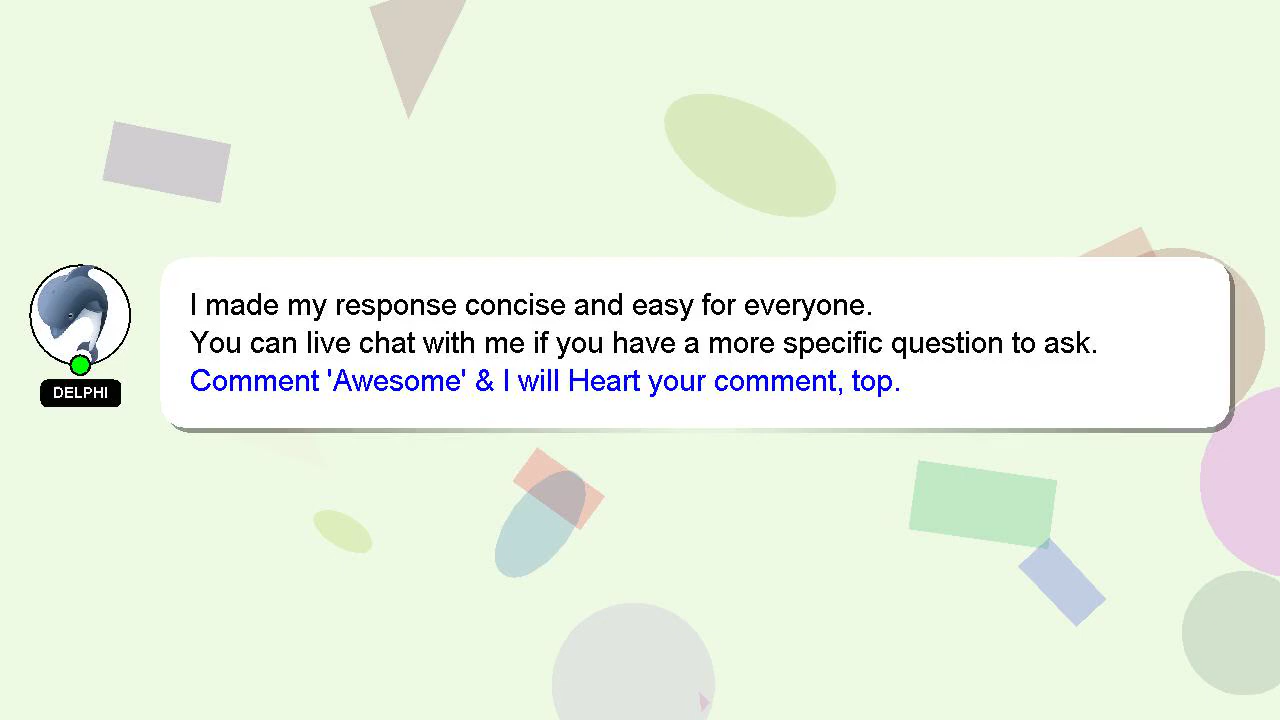 I made my response concise and easy for everyone.
You can live chat with me if you have a more specific question to ask.
Comment 'Awesome' & I will Heart your comment, top.
DELPHI